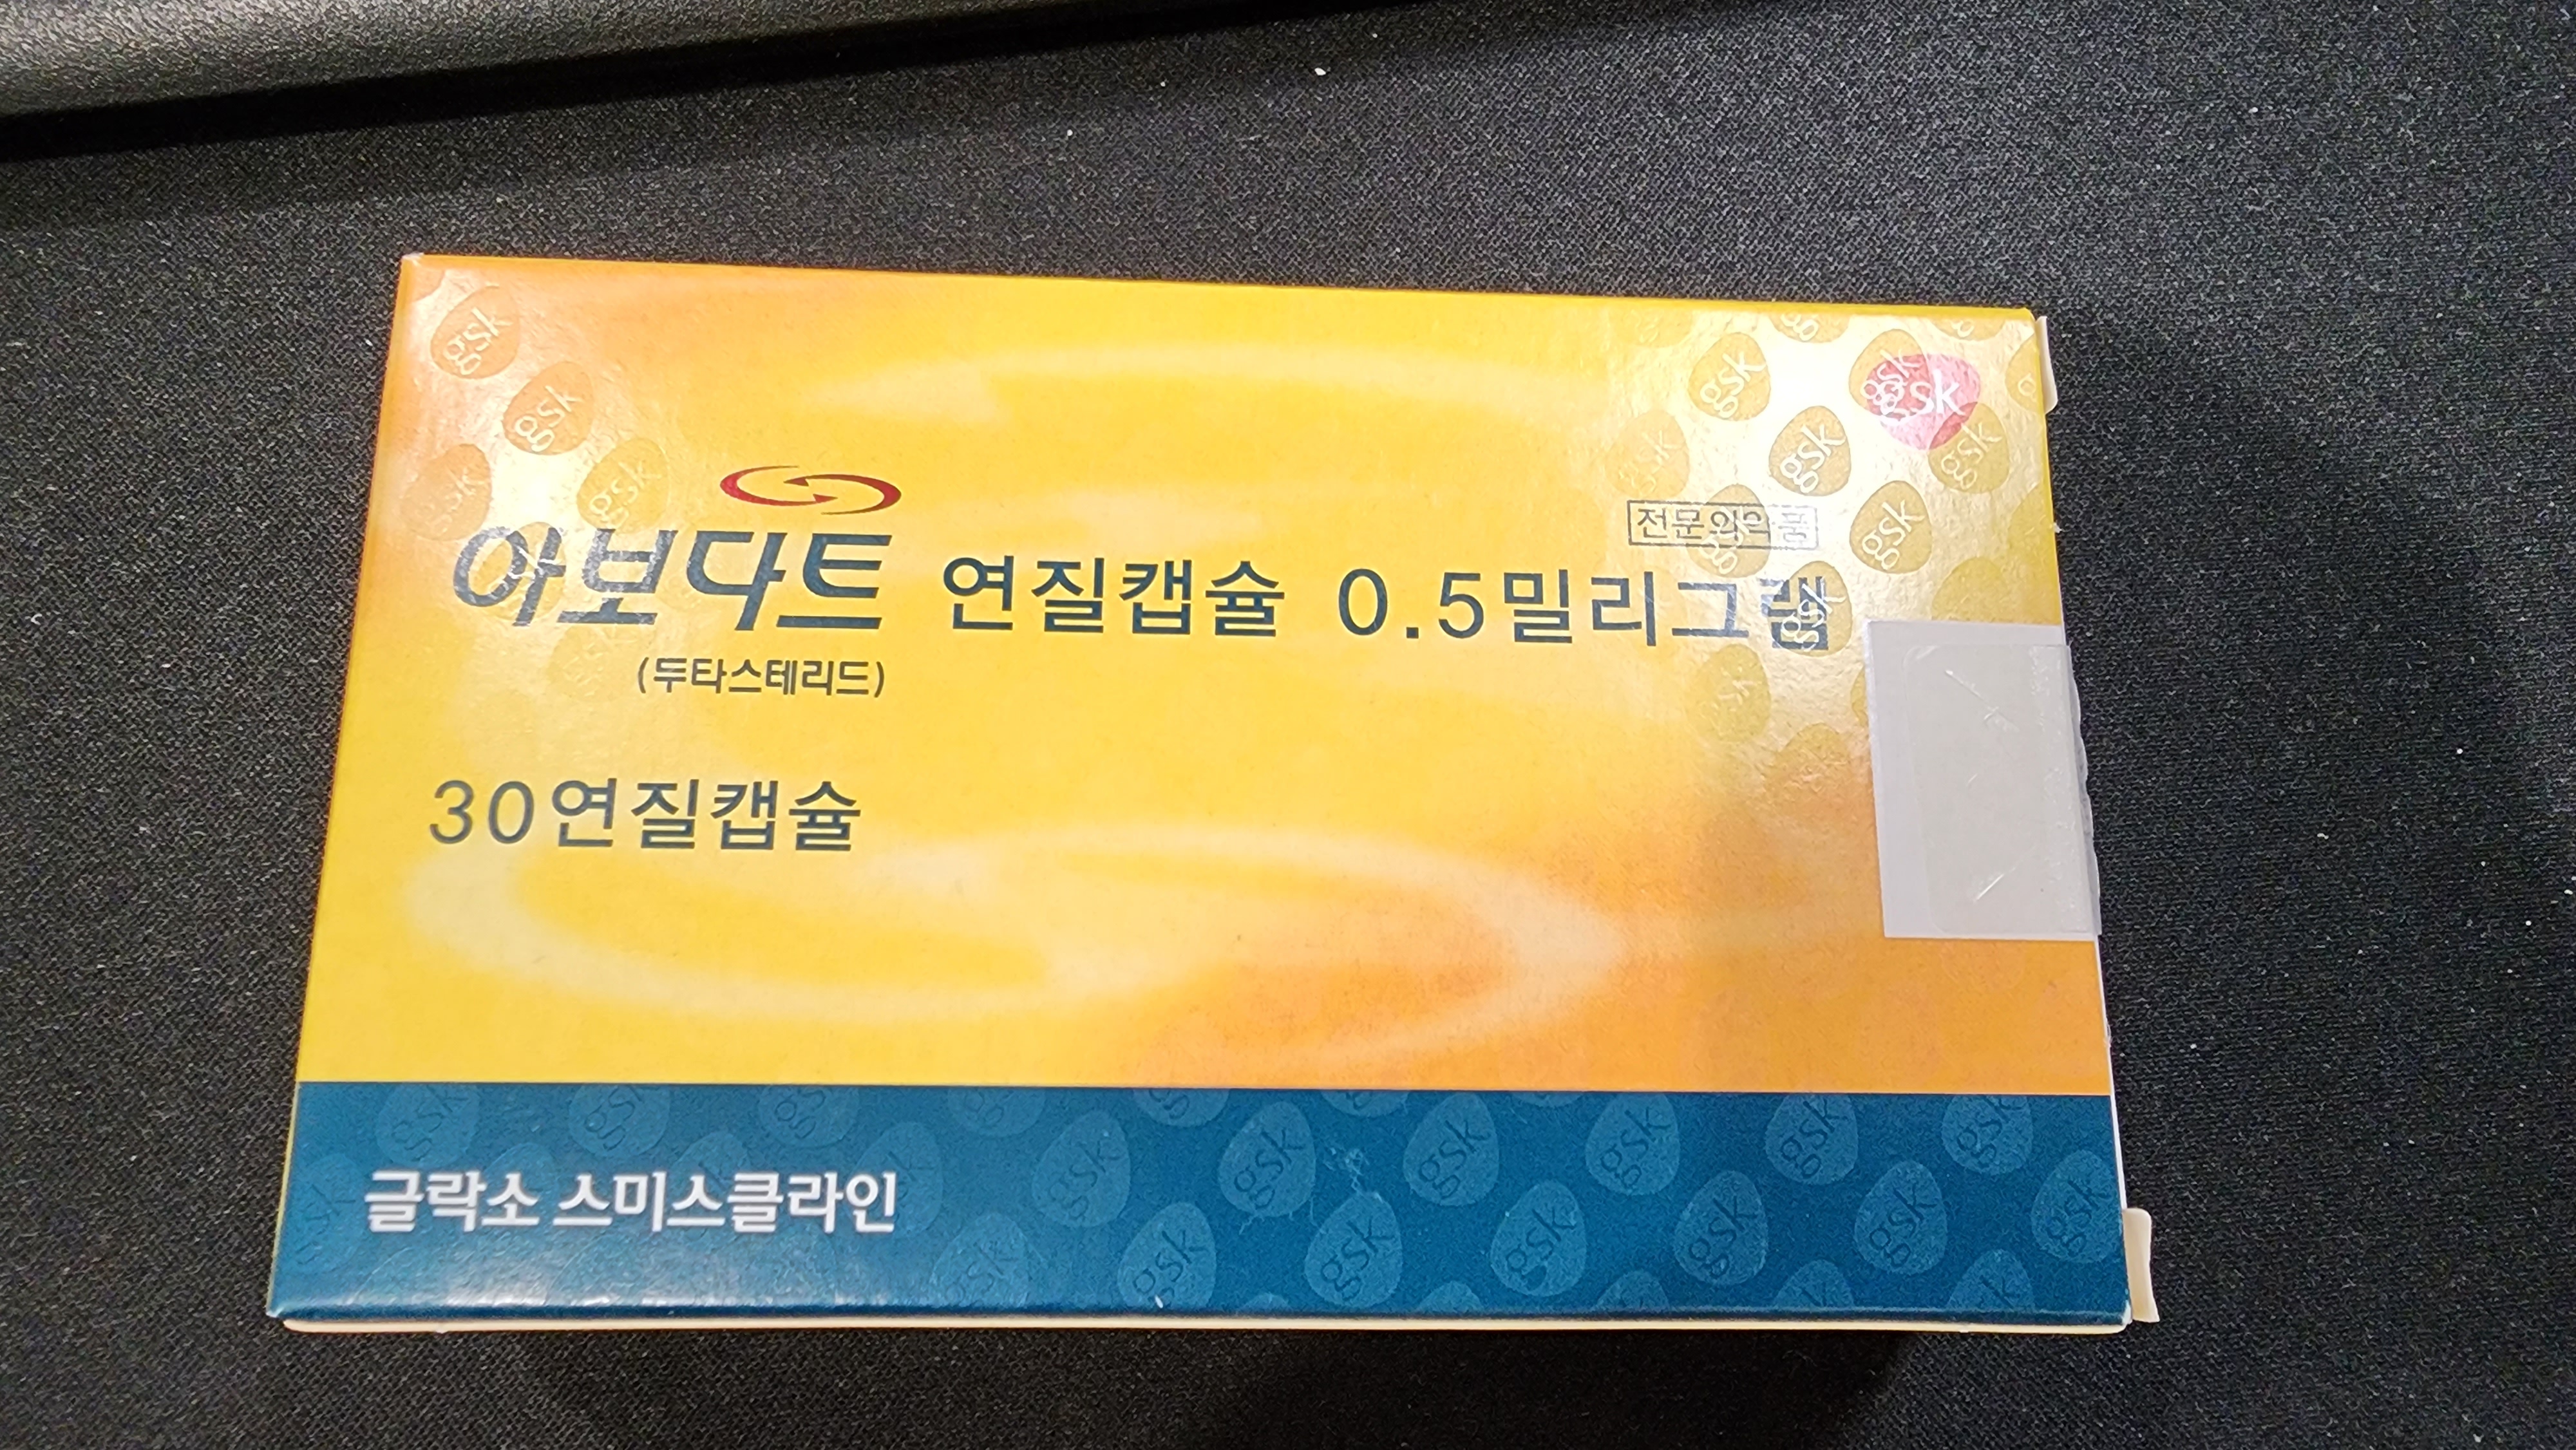 gsk
전문의약품
아보다트 연질캡슐 0.5밀리그램
(두타스테리드)
30연질캡슐
글락소 스미스클라인